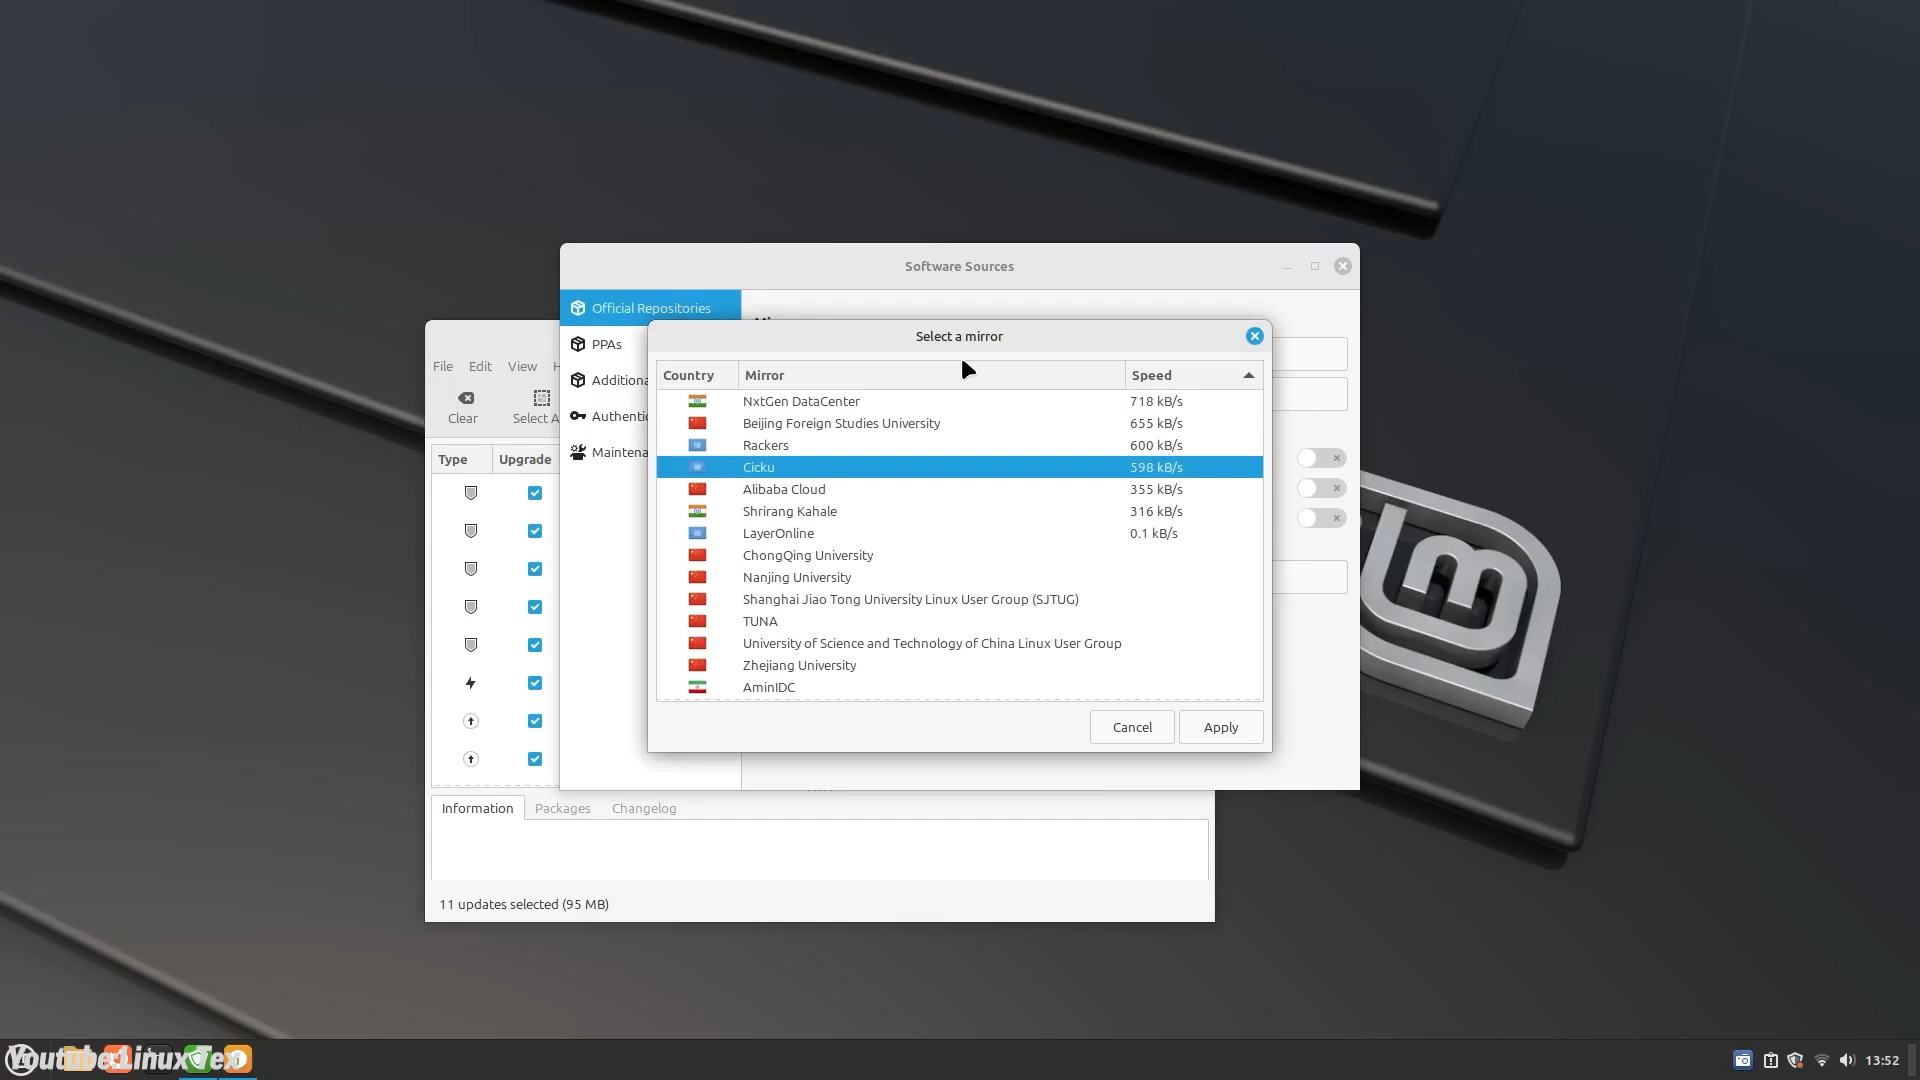 Software Sources
Official Repositories
PPAs
Additiona
Authentic
Maintena
File Edit View H
Clear
Select A
Type Upgrade
Select a mirror
Country Mirror Speed
NxtGen DataCenter 718 kB/s
Beijing Foreign Studies University 655 kB/s
Rackers 600 kB/s
Cicku 598 kB/s
Alibaba Cloud 355 kB/s
Shrirang Kahale 316 kB/s
LayerOnline 0.1 kB/s
ChongQing University
Nanjing University
Shanghai Jiao Tong University Linux User Group (SJTUG)
TUNA
University of Science and Technology of China Linux User Group
Zhejiang University
AminIDC
Cancel Apply
Information Packages Changelog
11 updates selected (95 MB)
Youtube:LinuxTex
13:52